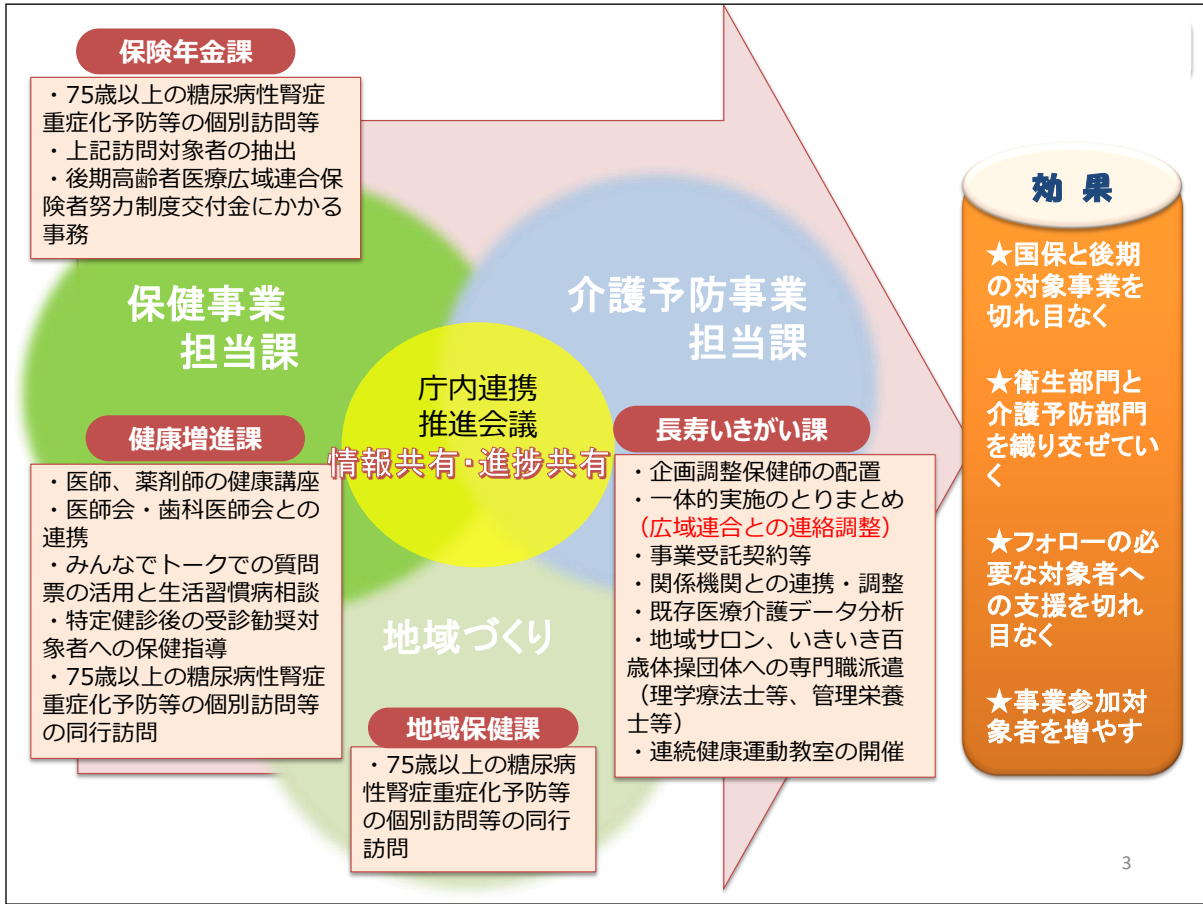 保険年金課
・75歳以上の糖尿病性腎症
重症化予防等の個別訪問等
・上記訪問対象者の抽出
・後期高齢者医療広域連合保
険者努力制度交付金にかかる
事務
保健事業
担当課
介護予防事業
担当課
庁内連携
推進会議
情報共有・進捗共有
健康増進課
・医師、薬剤師の健康講座
・医師会・歯科医師会との
連携
・みんなでトークでの質問
票の活用と生活習慣病相談
・特定健診後の受診勧奨対
象者への保健指導
・75歳以上の糖尿病性腎症
重症化予防等の個別訪問等
の同行訪問
長寿いきがい課
・企画調整保健師の配置
・一体的実施のとりまとめ
（広域連合との連絡調整）
・事業受託契約等
・関係機関との連携・調整
・既存医療介護データ分析
・地域サロン、いきいき百
歳体操団体への専門職派遣
（理学療法士等、管理栄養
士等）
・連続健康運動教室の開催
地域づくり
地域保健課
・75歳以上の糖尿病
性腎症重症化予防等
の個別訪問等の同行
訪問
効果
★国保と後期
の対象事業を
切れ目なく
★衛生部門と
介護予防部門
を織り交ぜてい
く
★フォローの必
要な対象者へ
の支援を切れ
目なく
★事業参加対
象者を増やす
3